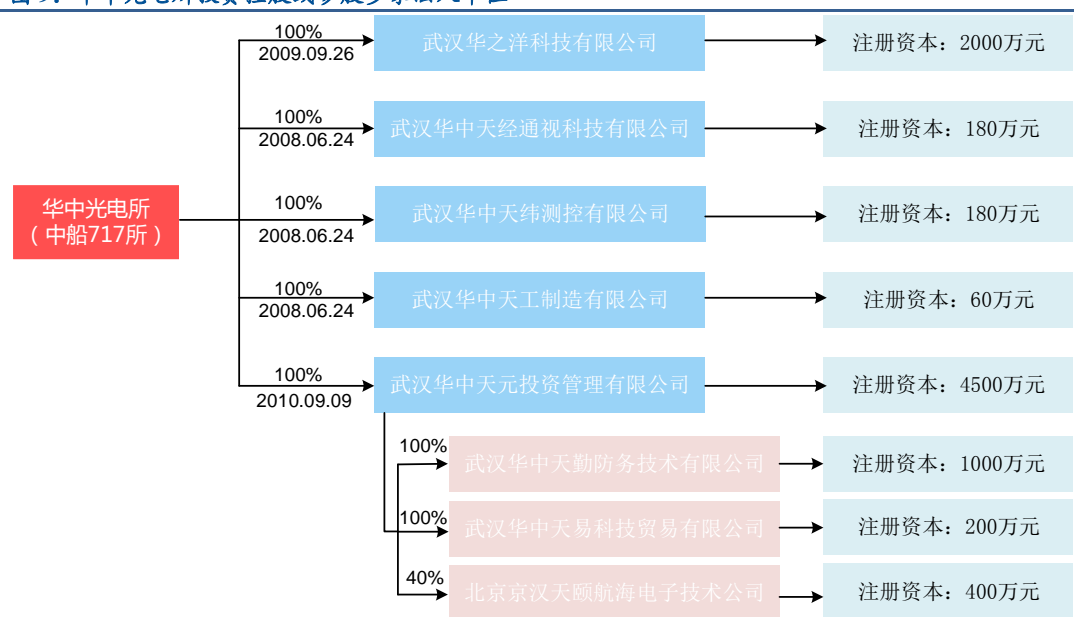 100%
2009.09.26
武汉华之洋科技有限公司
注册资本：2000万元
100%
2008.06.24
武汉华中天经通视科技有限公司
注册资本：180万元
华中光电所
（中船717所）
100%
2008.06.24
武汉华中天纬测控有限公司
注册资本：180万元
100%
2008.06.24
武汉华中天工制造有限公司
注册资本：60万元
100%
2010.09.09
武汉华中天元投资管理有限公司
注册资本：4500万元
100%
武汉华中天勤防务技术有限公司
注册资本：1000万元
100%
武汉华中天易科技贸易有限公司
注册资本：200万元
40%
北京京汉天颐航海电子技术公司
注册资本：400万元